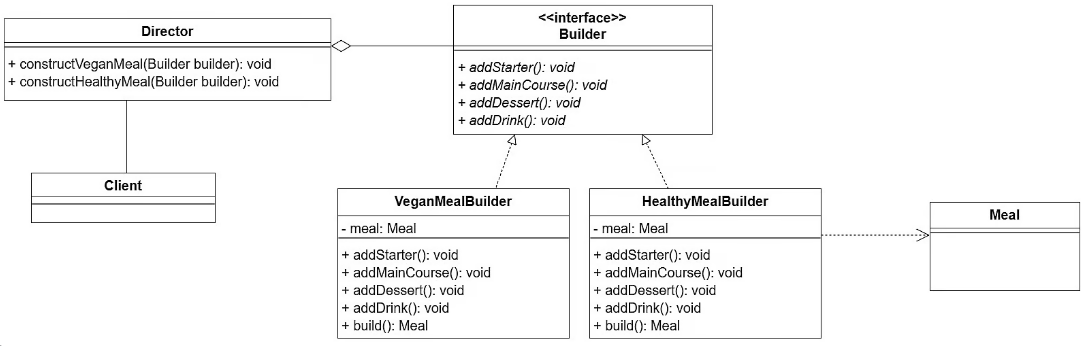 Director
+ constructVeganMeal(Builder builder): void
+ constructHealthyMeal(Builder builder): void
<<interface>>
Builder
+ addStarter(): void
+ addMainCourse(): void
+ addDessert(): void
+ addDrink(): void
Client
VeganMealBuilder
- meal: Meal
+ addStarter(): void
+ addMainCourse(): void
+ addDessert(): void
+ addDrink(): void
+ build(): Meal
HealthyMealBuilder
- meal: Meal
+ addStarter(): void
+ addMainCourse(): void
+ addDessert(): void
+ addDrink(): void
+ build(): Meal
Meal